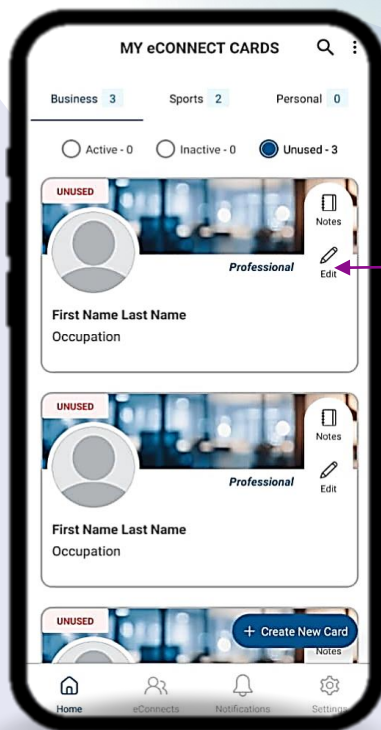 MY eCONNECT CARDS
Business 3 Sports 2 Personal 0
Active - 0 Inactive - 0 Unused - 3
UNUSED
Notes
Professional
Edit
First Name Last Name
Occupation
UNUSED
Notes
Professional
Edit
First Name Last Name
Occupation
UNUSED
+ Create New Card
Notes
Home eConnects Notifications Settings